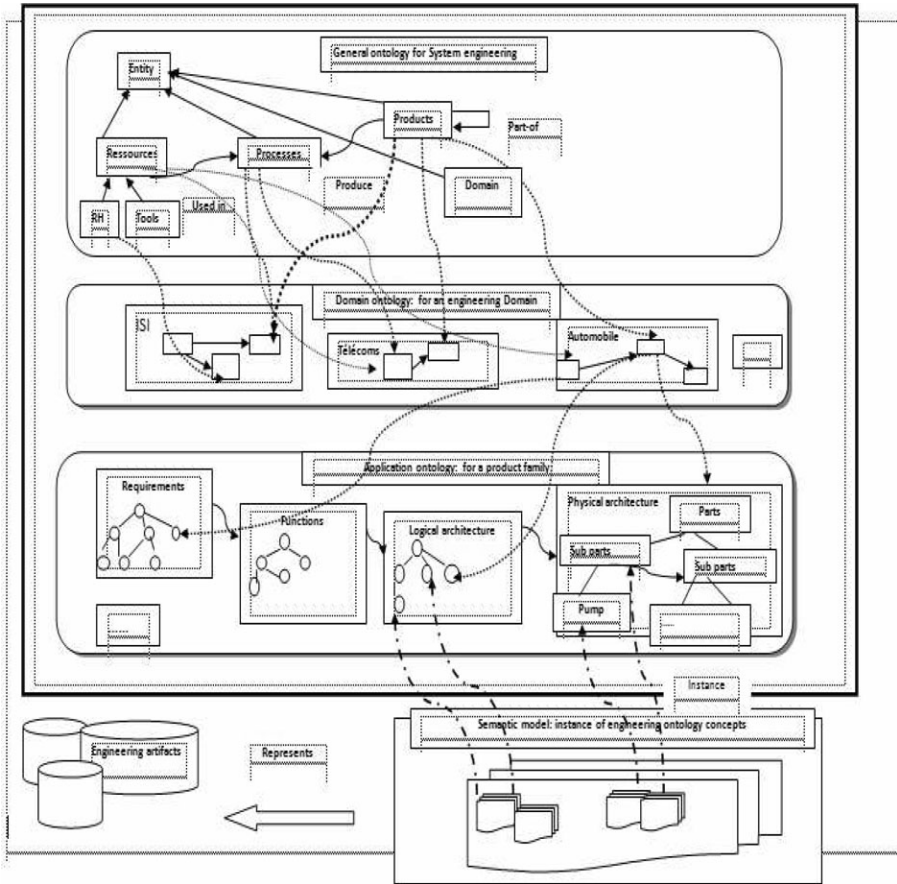 General ontology for System engineering
Entity
Products
Part-of
Ressources
Processes
Produce
Domain
RH
Tools
Used in
Domain ontology: for an engineering Domain
ISI
Télécoms
Automobile
Application ontology: for a product family
Requirements
Functions
Logical architecture
Physical architecture
Parts
Sub parts
Sub parts
Pump
......
....
Instance
Semantic model: instance of engineering ontology concepts
Engineering artifacts
Represents